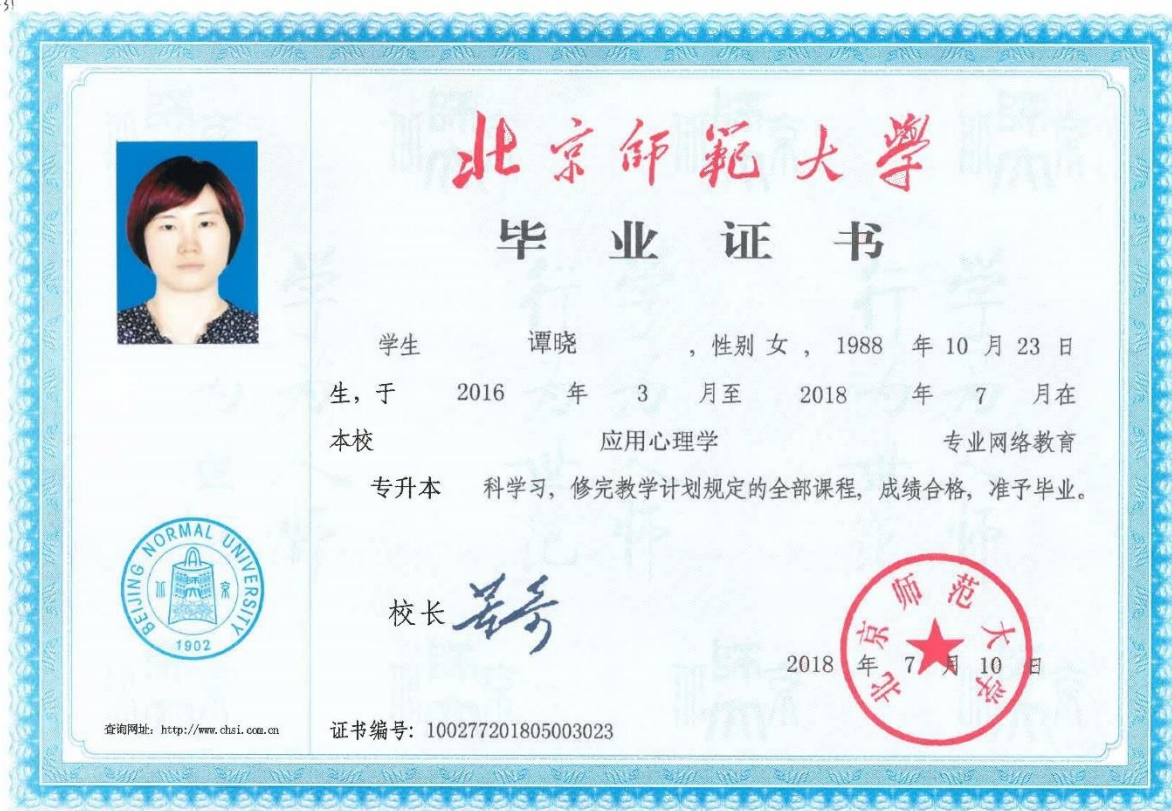 北京师范大学
毕业证书
学生 谭晓 ，性别 女 ， 1988 年 10 月 23 日
生，于 2016 年 3 月至 2018 年 7 月在
本校 应用心理学 专业网络教育
专升本 科学习，修完教学计划规定的全部课程，成绩合格，准予毕业。
BEIJING NORMAL UNIVERSITY
1902
校长
北京师范大学
2018 年 7 月 10 日
查询网址：http://www.chsi.com.cn
证书编号：100277201805003023